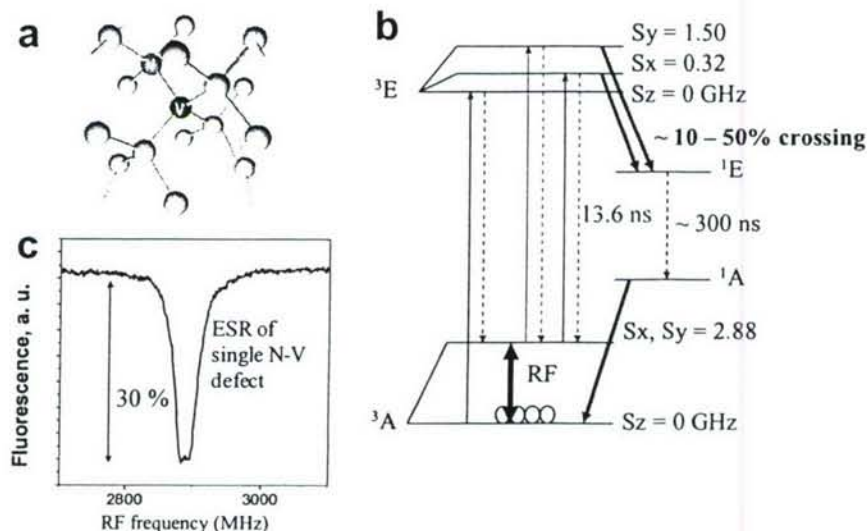 a
N
V
c
Fluorescence, a. u.
30 %
ESR of
single N-V
defect
2800
3000
RF frequency (MHz)
b
Sy = 1.50
Sx = 0.32
³E
Sz = 0 GHz
~ 10 – 50% crossing
¹E
13.6 ns
~ 300 ns
¹A
Sx, Sy = 2.88
RF
³A
Sz = 0 GHz